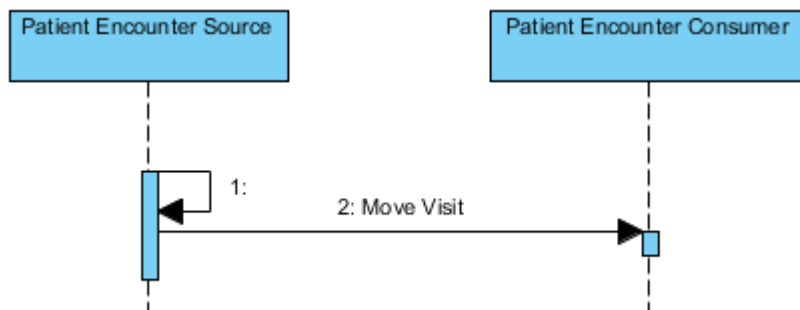 Patient Encounter Source
Patient Encounter Consumer
1:
2: Move Visit